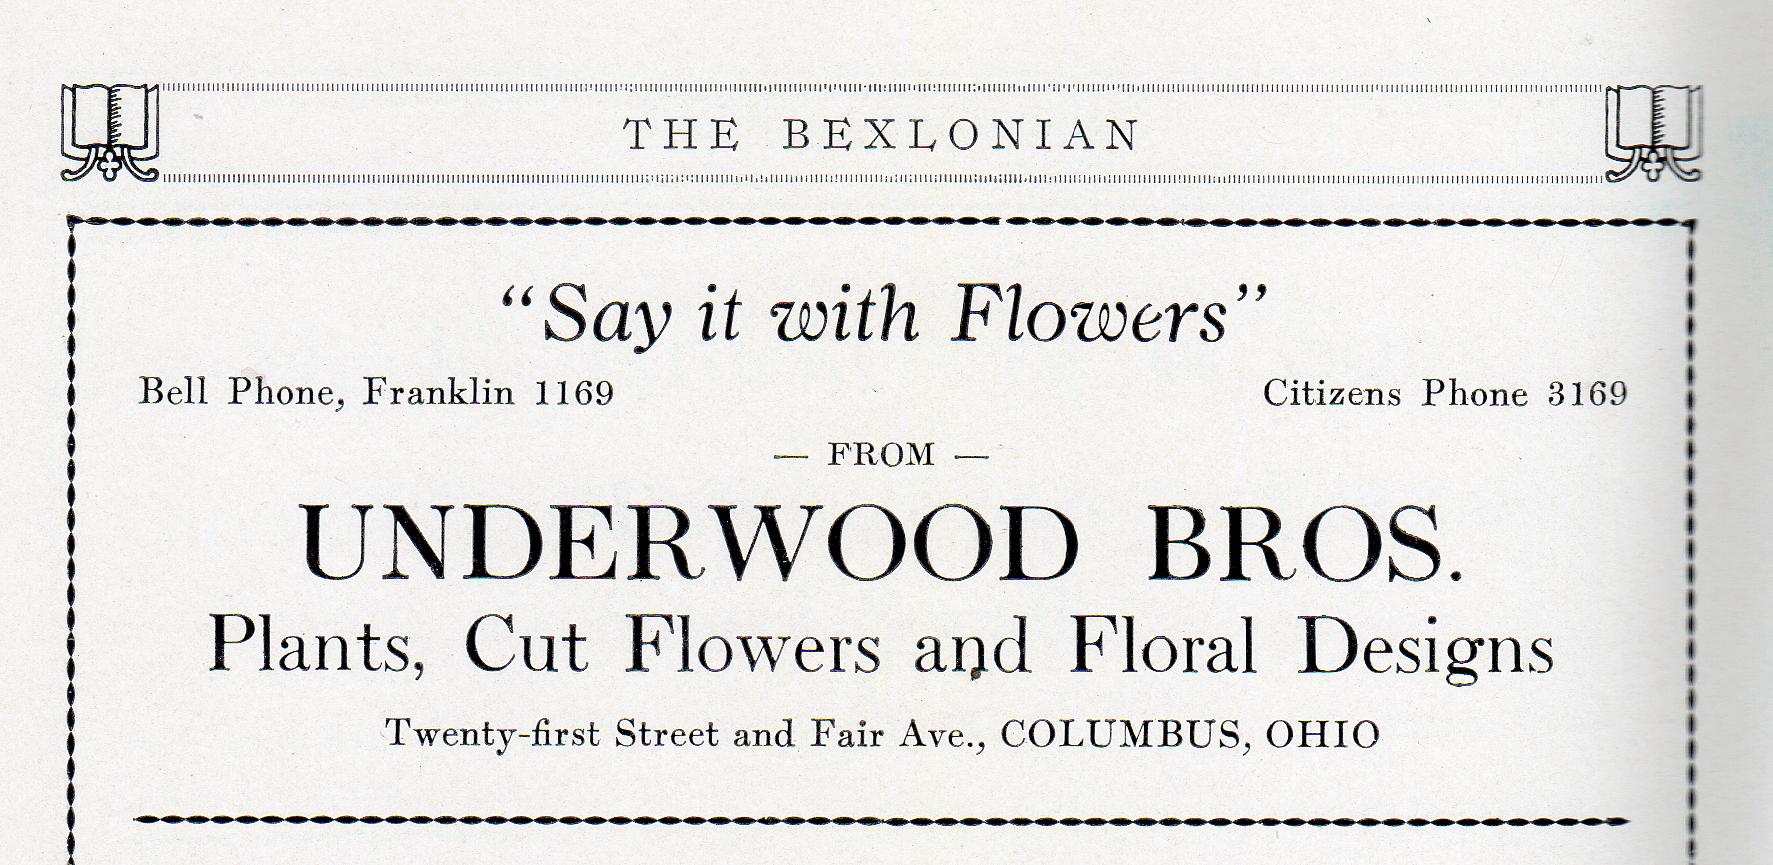 THE BEXLONIAN
"Say it with Flowers"
Bell Phone, Franklin 1169 Citizens Phone 3169
— FROM —
UNDERWOOD BROS.
Plants, Cut Flowers and Floral Designs
Twenty-first Street and Fair Ave., COLUMBUS, OHIO